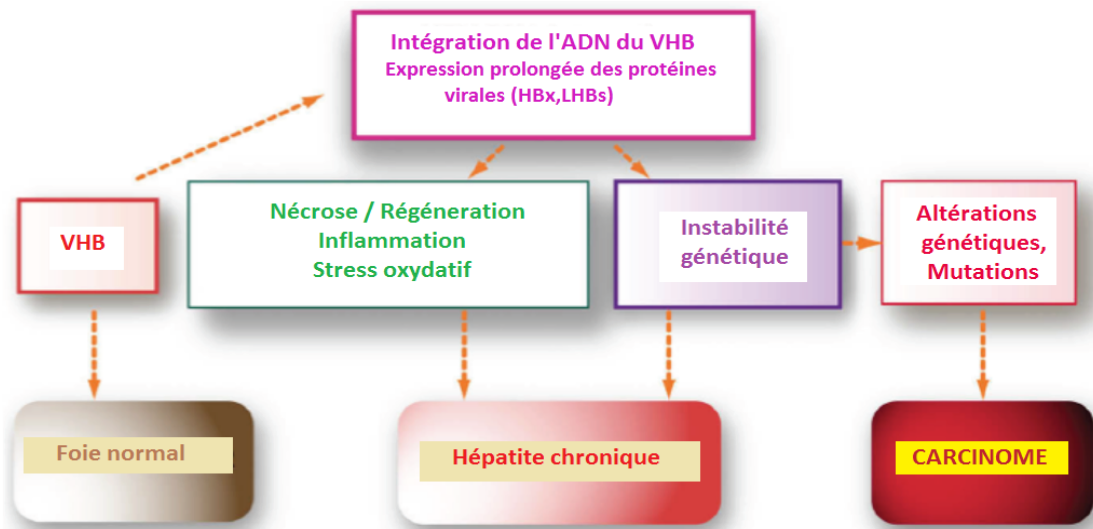 Intégration de l'ADN du VHB
Expression prolongée des protéines
virales (HBx,LHBs)
VHB
Nécrose / Régéneration
Inflammation
Stress oxydatif
Instabilité
génétique
Altérations
génétiques,
Mutations
Foie normal
Hépatite chronique
CARCINOME